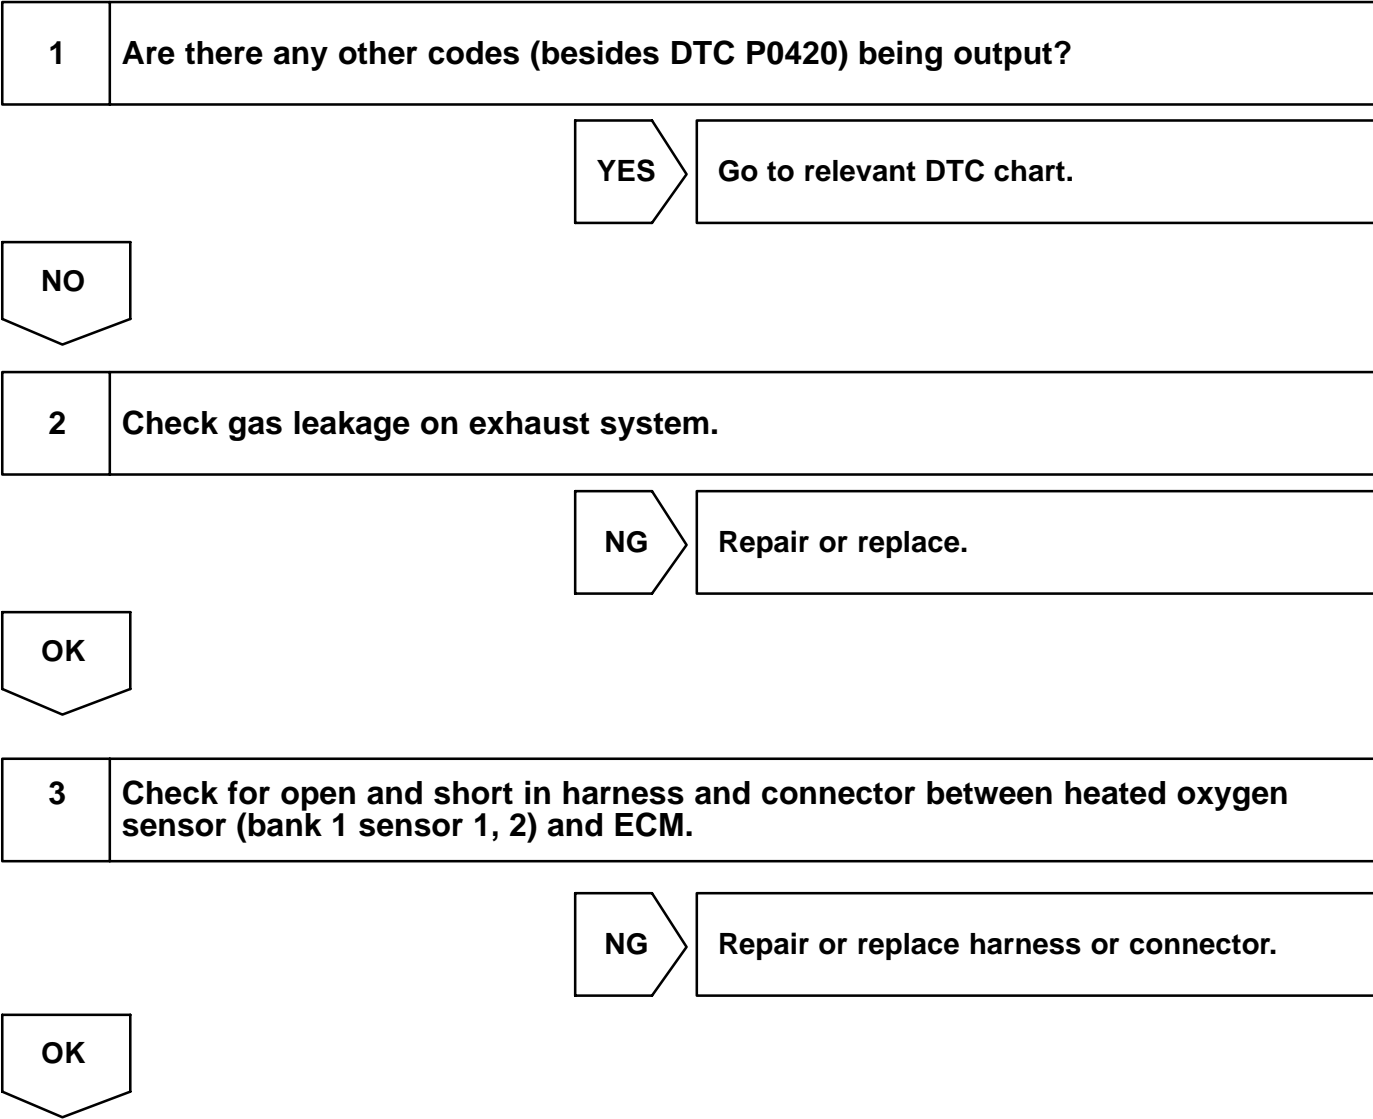 1
Are there any other codes (besides DTC P0420) being output?
YES
Go to relevant DTC chart.
NO
2
Check gas leakage on exhaust system.
NG
Repair or replace.
OK
3
Check for open and short in harness and connector between heated oxygen
sensor (bank 1 sensor 1, 2) and ECM.
NG
Repair or replace harness or connector.
OK